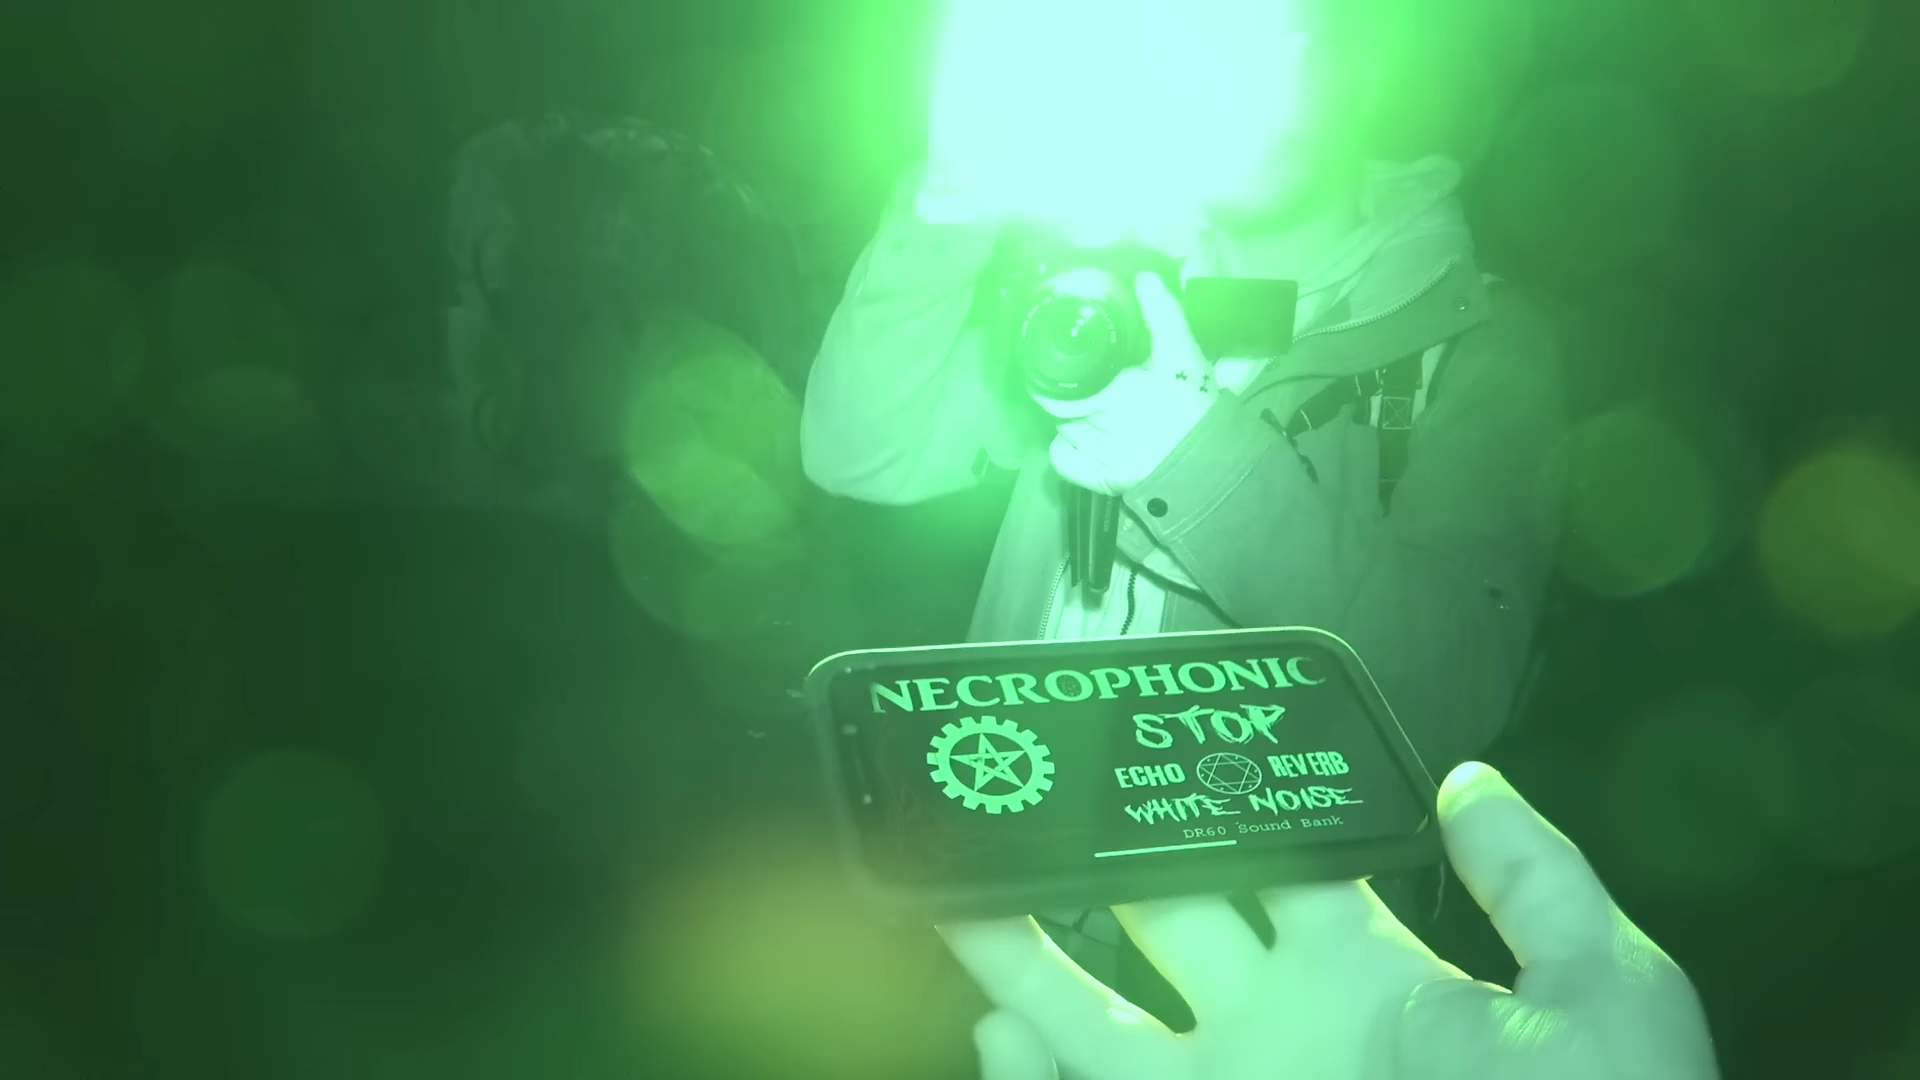 NECROPHONIC
STOP
ECHO REVERB
WHITE NOISE
DR60 Sound Bank